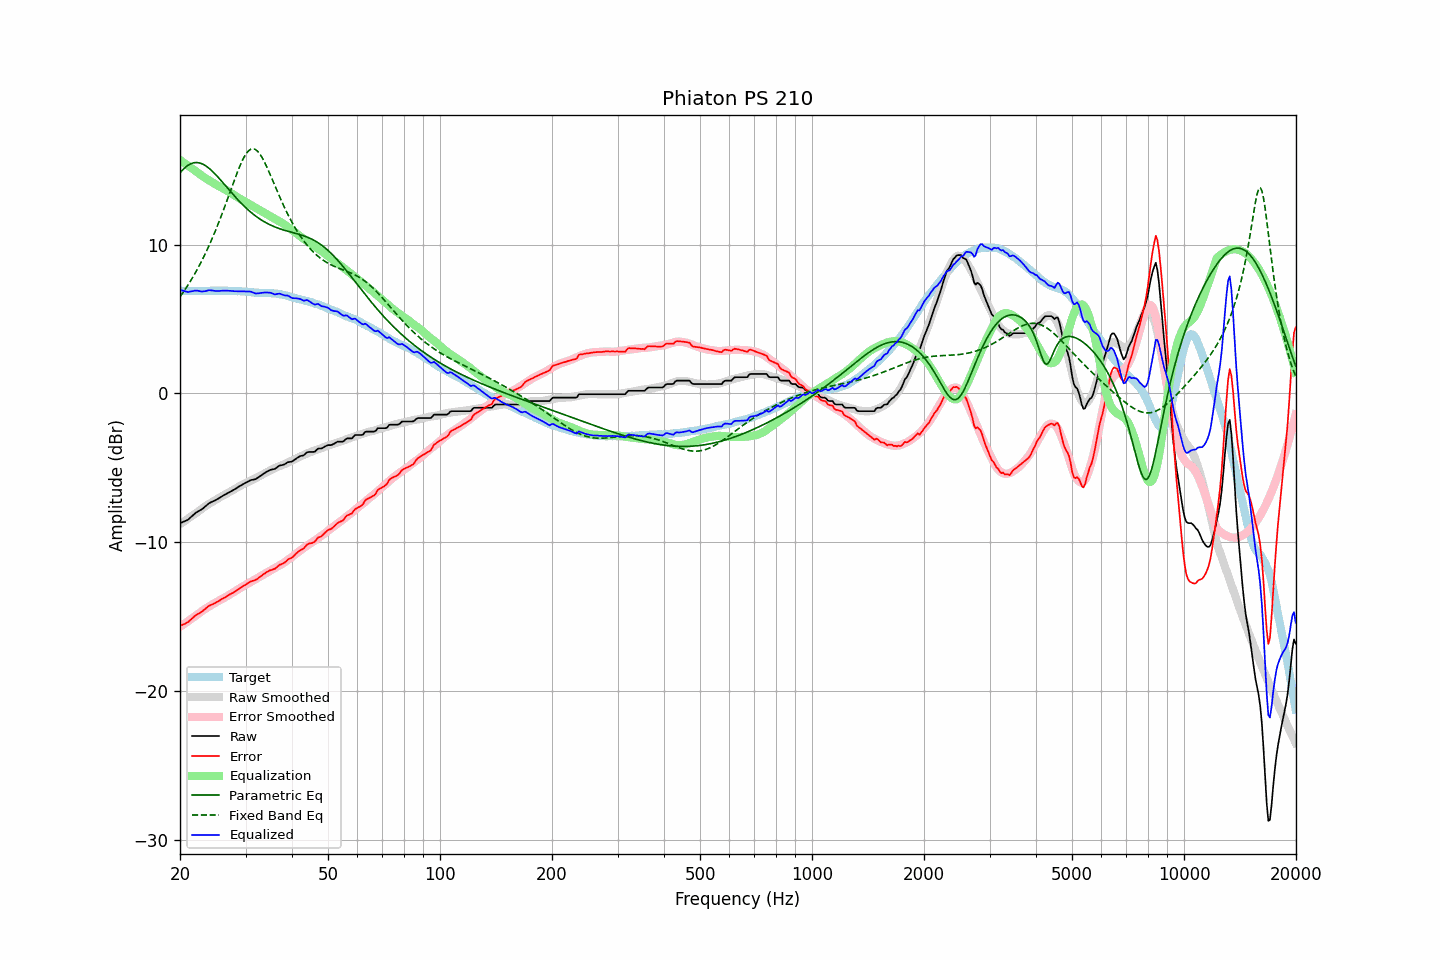 Phiaton PS 210
Amplitude (dBr)
10
0
−10
−20
−30
Target
Raw Smoothed
Error Smoothed
Raw
Error
Equalization
Parametric Eq
Fixed Band Eq
Equalized
20 50 100 200 500 1000 2000 5000 10000 20000
Frequency (Hz)